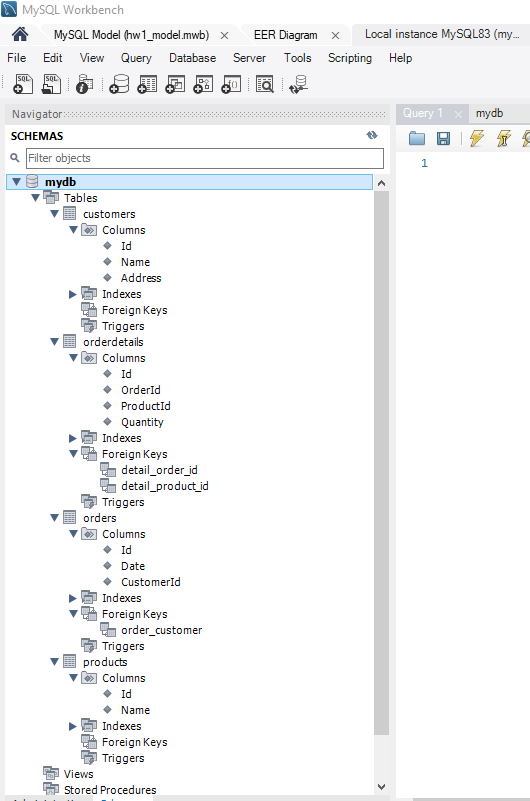 MySQL Workbench
MySQL Model (hw1_model.mwb) × EER Diagram × Local instance MySQL83 (my...
File Edit View Query Database Server Tools Scripting Help
Navigator
SCHEMAS
Filter objects
mydb
Tables
customers
Columns
Id
Name
Address
Indexes
Foreign Keys
Triggers
orderdetails
Columns
Id
OrderId
ProductId
Quantity
Indexes
Foreign Keys
detail_order_id
detail_product_id
Triggers
orders
Columns
Id
Date
CustomerId
Indexes
Foreign Keys
order_customer
Triggers
products
Columns
Id
Name
Indexes
Foreign Keys
Triggers
Views
Stored Procedures
Query 1 × mydb
1